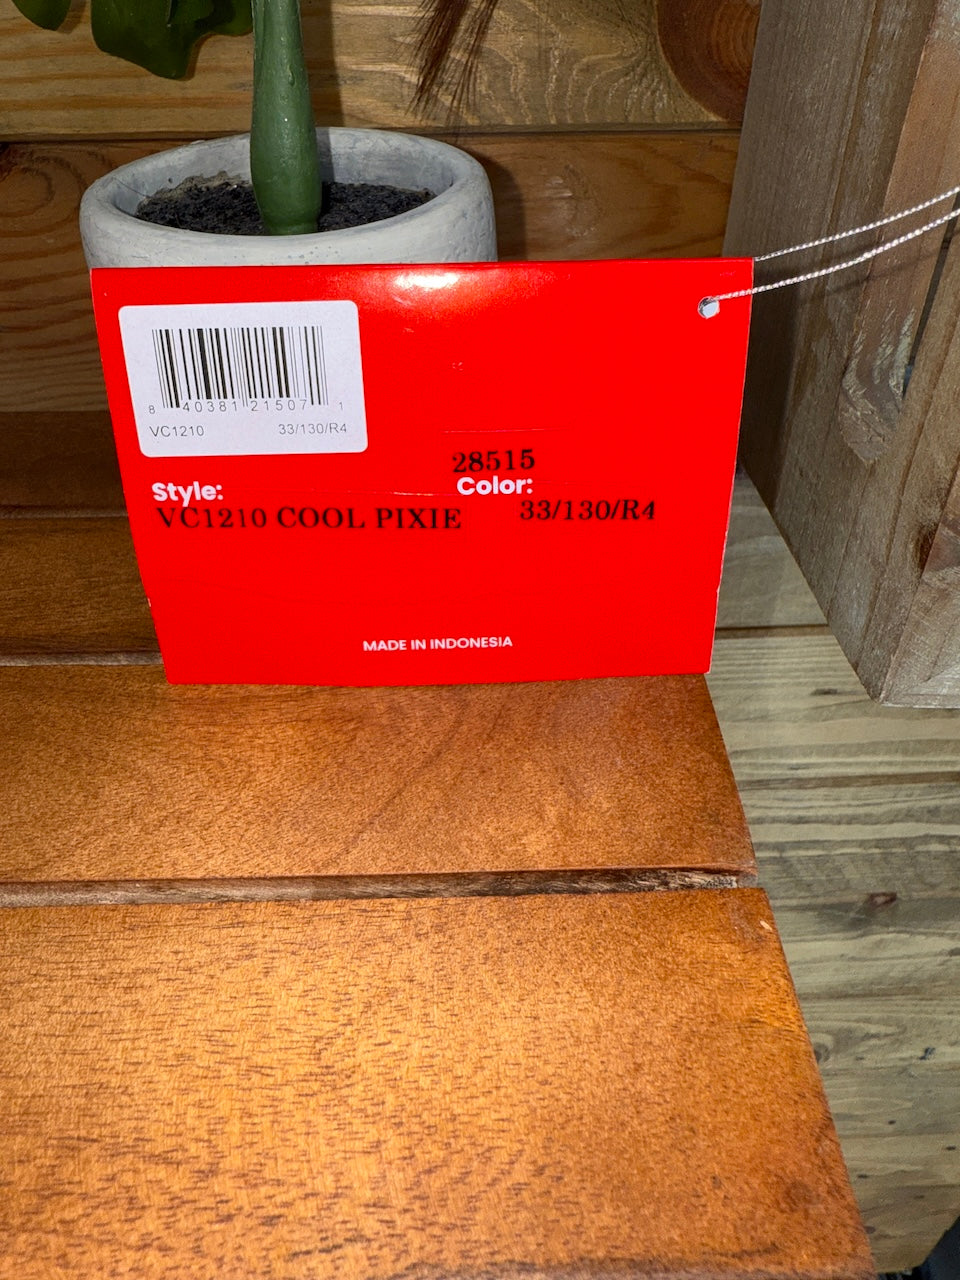 8 40381 21507 1
VC1210 33/130/R4
28515
Style: Color:
VC1210 COOL PIXIE 33/130/R4
MADE IN INDONESIA